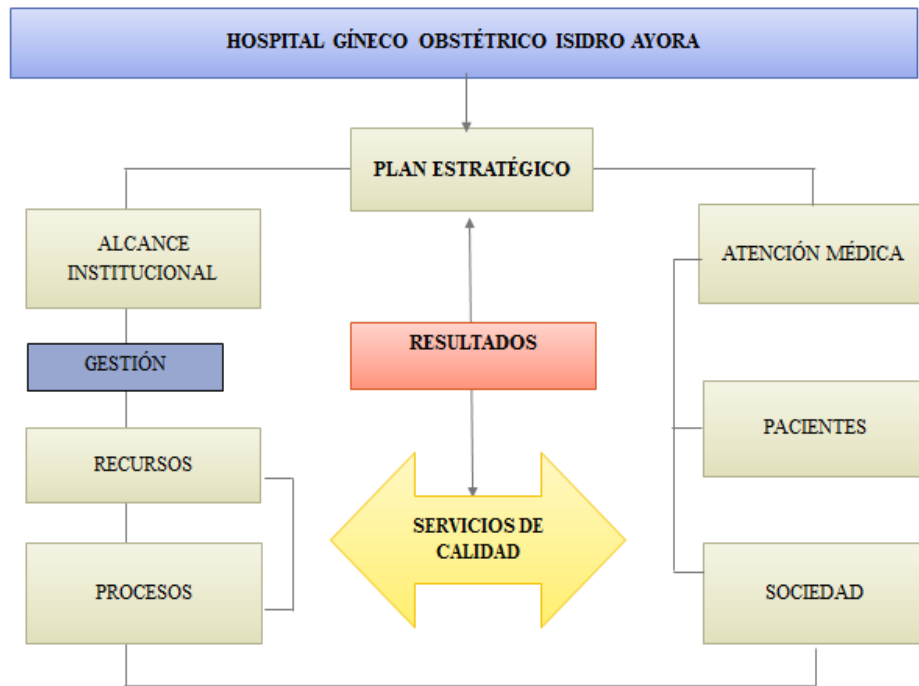 HOSPITAL GÍNECO OBSTÉTRICO ISIDRO AYORA
PLAN ESTRATÉGICO
ALCANCE
INSTITUCIONAL
ATENCIÓN MÉDICA
RESULTADOS
GESTIÓN
PACIENTES
RECURSOS
SERVICIOS DE
CALIDAD
PROCESOS
SOCIEDAD